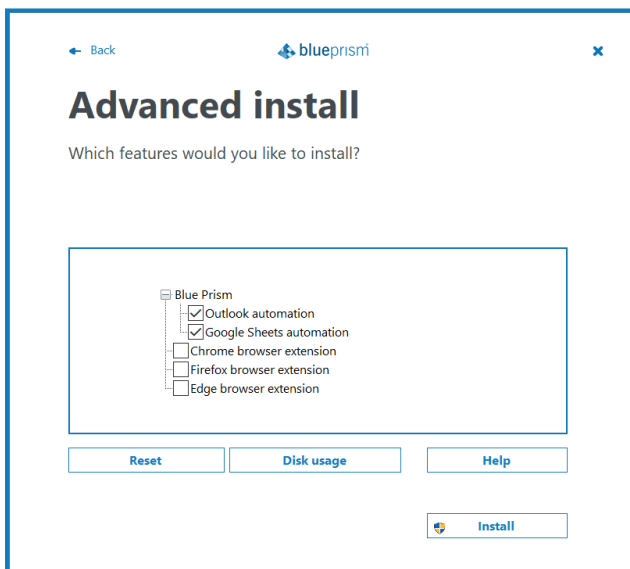 Back
blueprism
Advanced install
Which features would you like to install?
Blue Prism
Outlook automation
Google Sheets automation
Chrome browser extension
Firefox browser extension
Edge browser extension
Reset Disk usage Help
Install